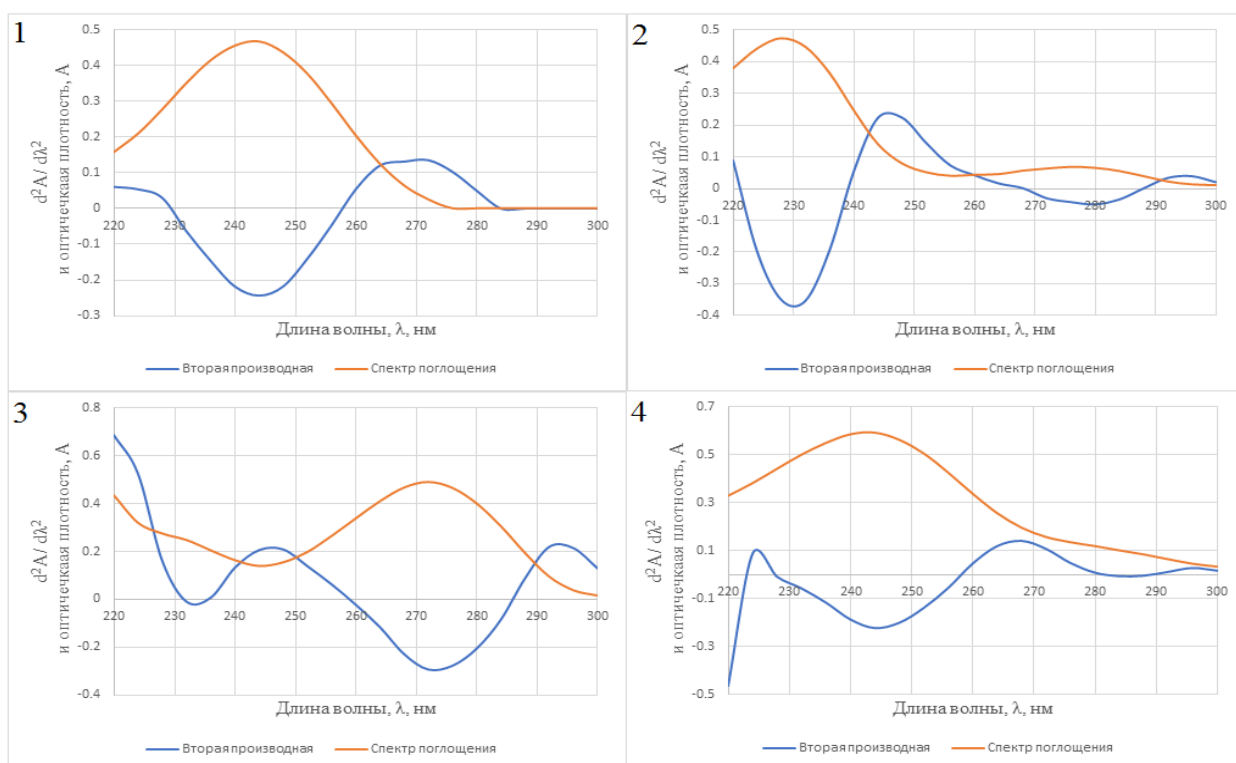 1
d²A/ dλ²
и оптичечкаая плотность, А
0.5
0.4
0.3
0.2
0.1
0
-0.1
-0.2
-0.3
220 230 240 250 260 270 280 290 300
Длина волны, λ, нм
Вторая производная Спектр поглощения
2
d²A/ dλ²
и оптичечкаая плотность, А
0.5
0.4
0.3
0.2
0.1
0
-0.1
-0.2
-0.3
-0.4
220 230 240 250 260 270 280 290 300
Длина волны, λ, нм
Вторая производная Спектр поглощения
3
d²A/ dλ²
и оптичечкаая плотность, А
0.8
0.6
0.4
0.2
0
-0.2
-0.4
220 230 240 250 260 270 280 290 300
Длина волны, λ, нм
Вторая производная Спектр поглощения
4
d²A/ dλ²
и оптичечкаая плотность, А
0.7
0.5
0.3
0.1
-0.1
-0.3
-0.5
220 230 240 250 260 270 280 290 300
Длина волны, λ, нм
Вторая производная Спектр поглощения